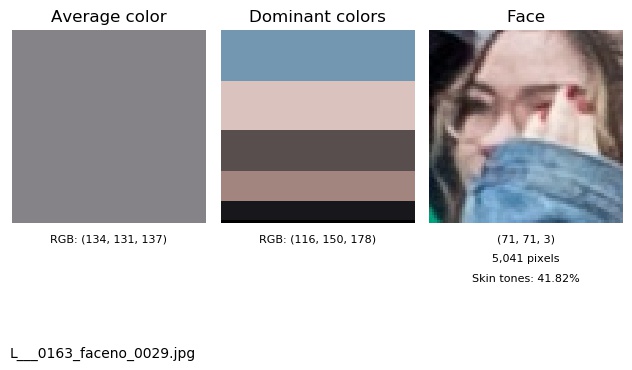 Average color
Dominant colors
Face
RGB: (134, 131, 137)
RGB: (116, 150, 178)
(71, 71, 3)
5,041 pixels
Skin tones: 41.82%
L___0163_faceno_0029.jpg